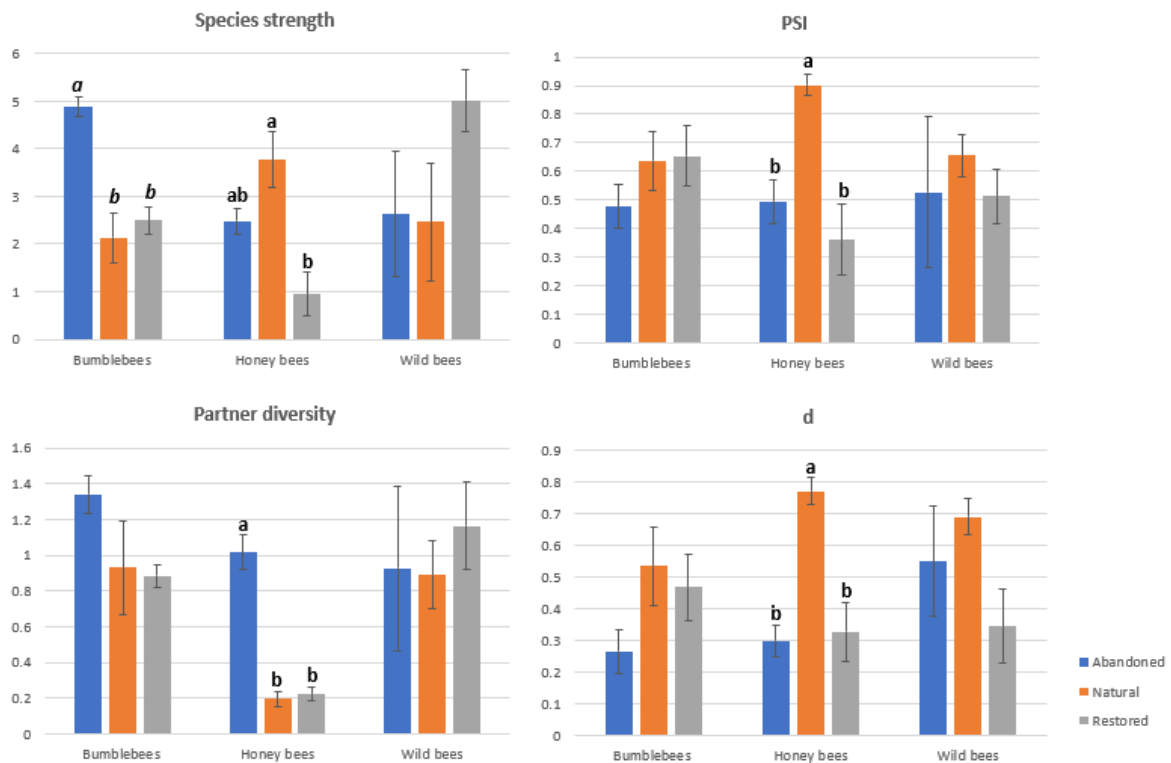 Species strength
6
5
4
3
2
1
0
a
b
b
ab
a
b
Bumblebees Honey bees Wild bees
PSI
1
0.9
0.8
0.7
0.6
0.5
0.4
0.3
0.2
0.1
0
b
a
b
Bumblebees Honey bees Wild bees
Partner diversity
1.6
1.4
1.2
1
0.8
0.6
0.4
0.2
0
a
b
b
Bumblebees Honey bees Wild bees
d
0.9
0.8
0.7
0.6
0.5
0.4
0.3
0.2
0.1
0
b
a
b
Bumblebees Honey bees Wild bees
Abandoned
Natural
Restored